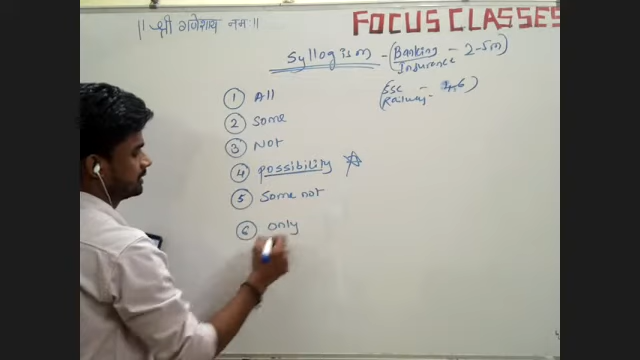 || श्री गणेशाय नमः ||
FOCUS CLASSES
Syllogism - (Banking - 2-5m)
Insurance
(SSC -
Railway -
1 All
2 Some
3 Not
4 possibility
5 Some not
6 only